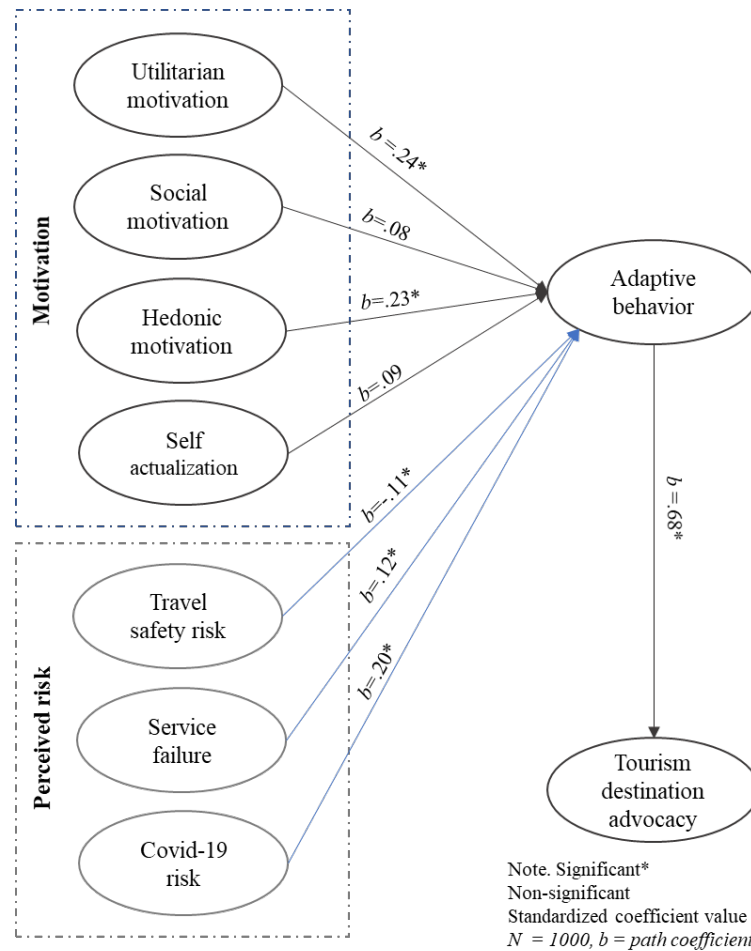 Motivation
Utilitarian
motivation
Social
motivation
Hedonic
motivation
Self
actualization
b=.24*
b=.08
b=.23*
b=.09
Adaptive
behavior
b=-.11*
b=.12*
b=.20*
b=.68*
Perceived risk
Travel
safety risk
Service
failure
Covid-19
risk
Tourism
destination
advocacy
Note. Significant*
Non-significant
Standardized coefficient value
N = 1000, b = path coefficien